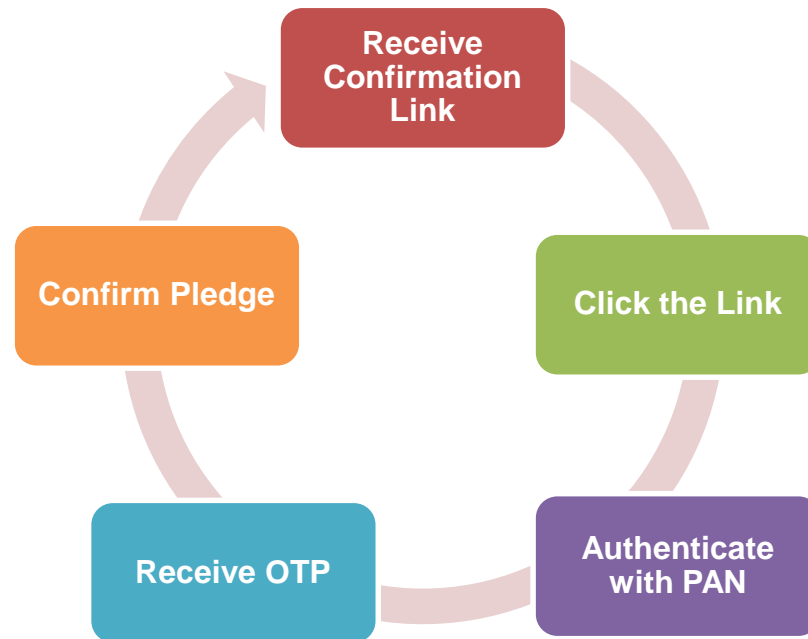 Receive
Confirmation
Link
Click the Link
Authenticate
with PAN
Receive OTP
Confirm Pledge